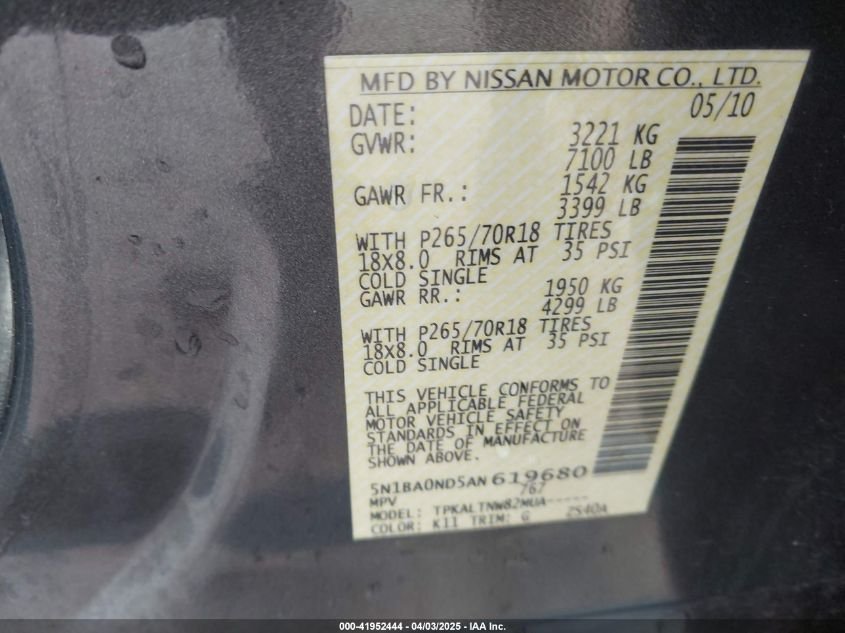 MFD BY NISSAN MOTOR CO., LTD.
DATE: 05/10
GVWR: 3221 KG
7100 LB
GAWR FR.: 1542 KG
3399 LB
WITH P265/70R18 TIRES
18X8.0 RIMS AT 35 PSI
COLD SINGLE
GAWR RR.: 1950 KG
4299 LB
WITH P265/70R18 TIRES
18X8.0 RIMS AT 35 PSI
COLD SINGLE
THIS VEHICLE CONFORMS TO
ALL APPLICABLE FEDERAL
MOTOR VEHICLE SAFETY
STANDARDS IN EFFECT ON
THE DATE OF MANUFACTURE
SHOWN ABOVE.
5N1BA0ND5AN619680
MPV /67
MODEL: TPKALTNW82MUA-----
COLOR: K11 TRIM: G 2S40A
000-41952444 - 04/03/2025 - IAA Inc.